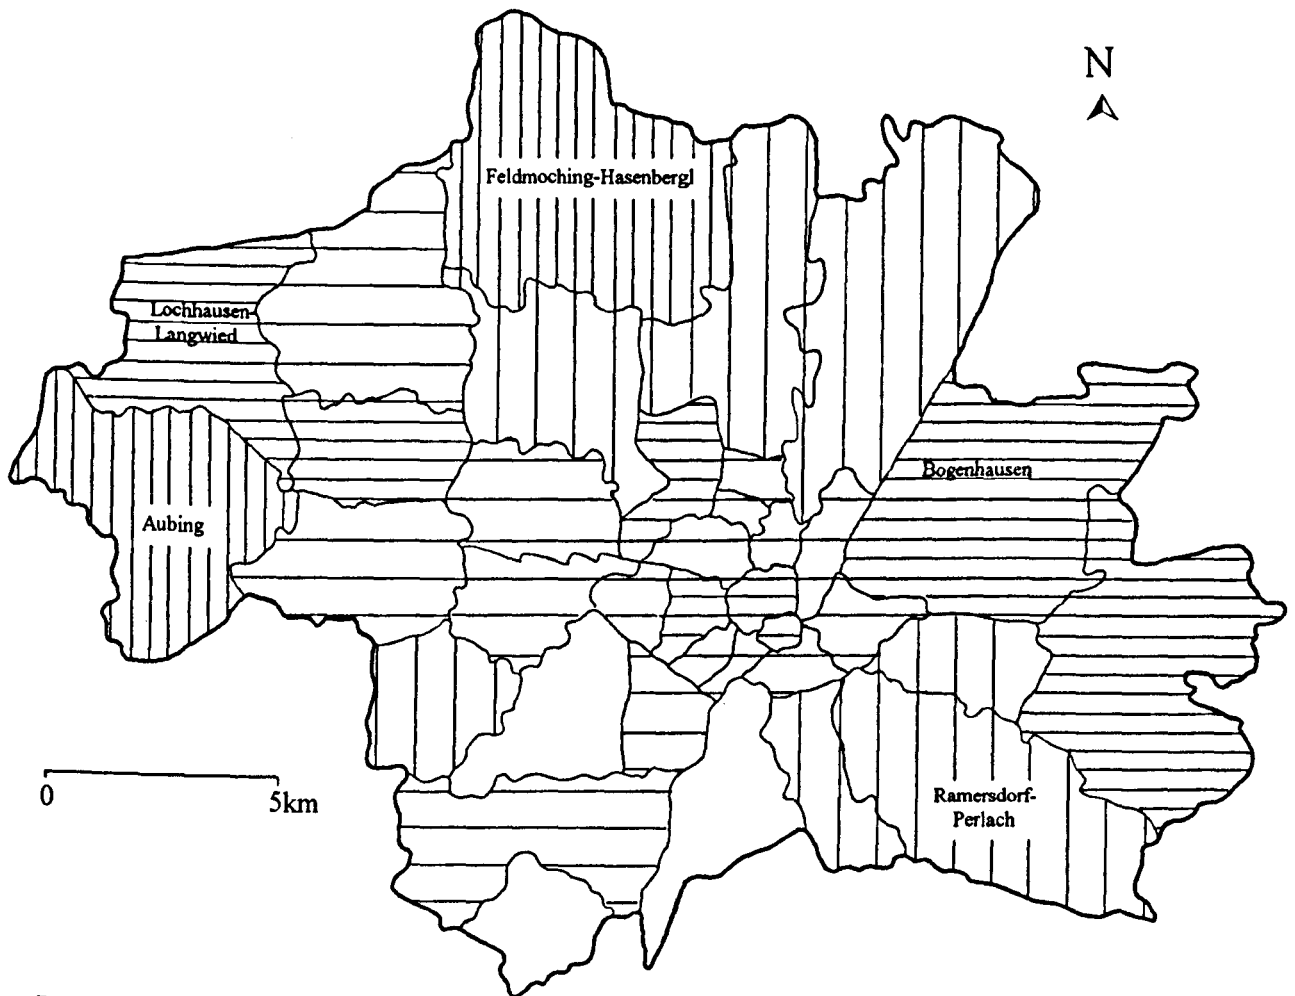 N
Feldmoching-Hasenbergl
Lochhausen-
Langwied
Bogenhausen
Aubing
Ramersdorf-
Perlach
0 5km